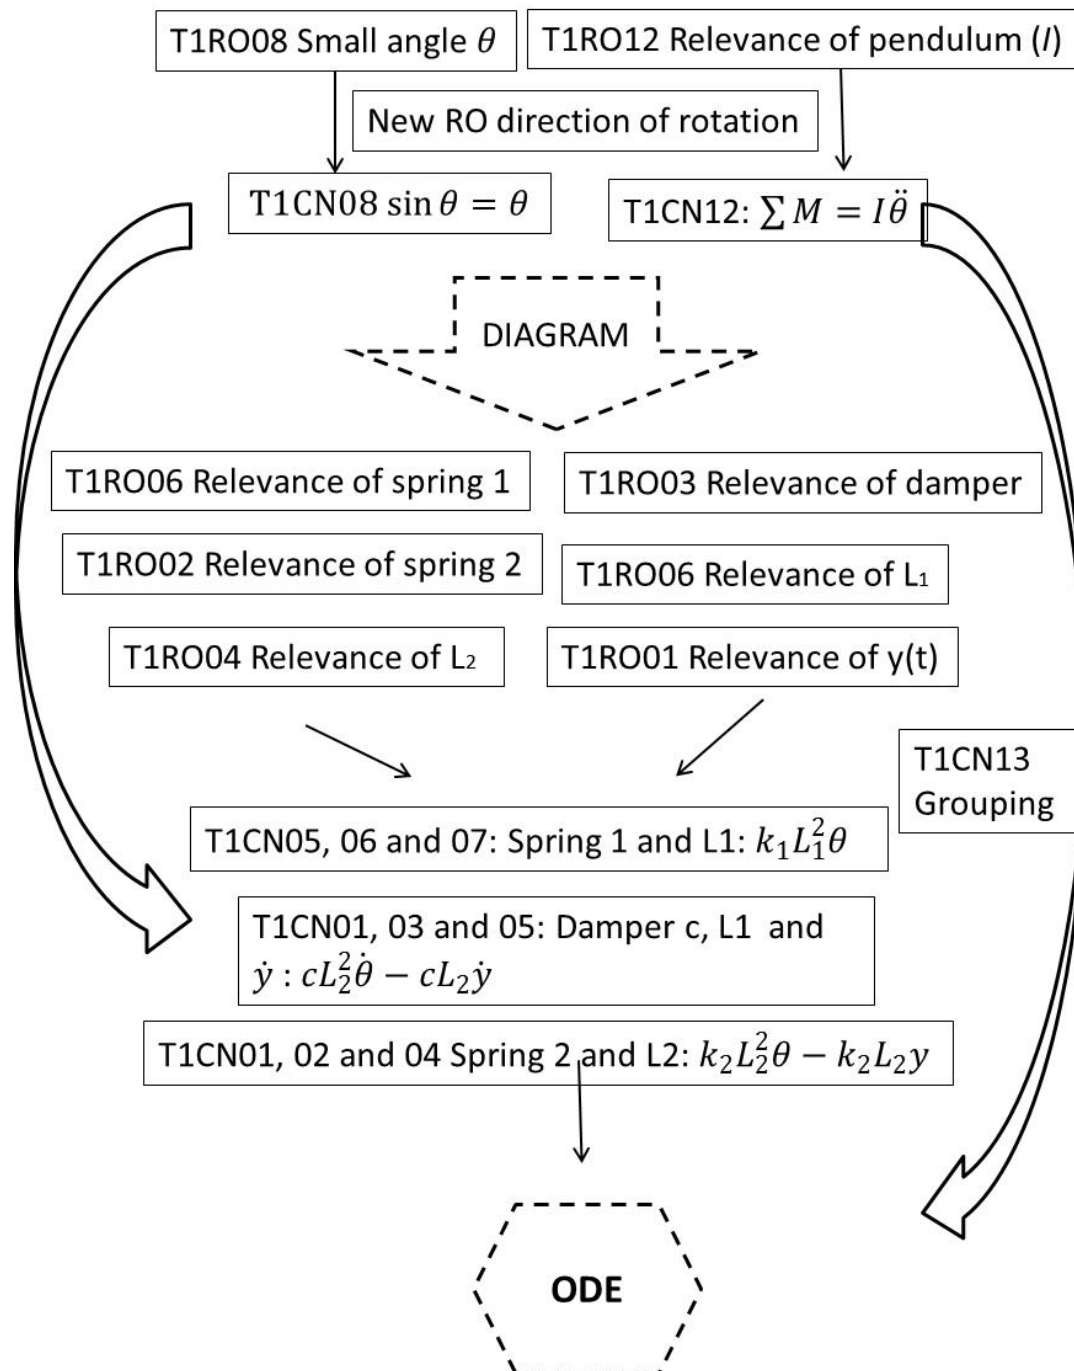 T1RO08 Small angle θ
T1RO12 Relevance of pendulum (I)
New RO direction of rotation
T1CN08 sin θ = θ
T1CN12: ∑ M = Iθ̈
DIAGRAM
T1RO06 Relevance of spring 1
T1RO03 Relevance of damper
T1RO02 Relevance of spring 2
T1RO06 Relevance of L₁
T1RO04 Relevance of L₂
T1RO01 Relevance of y(t)
T1CN13
Grouping
T1CN05, 06 and 07: Spring 1 and L1: k₁L₁²θ
T1CN01, 03 and 05: Damper c, L1 and
ẏ : cL₂²θ̇ − cL₂ẏ
T1CN01, 02 and 04 Spring 2 and L2: k₂L₂²θ − k₂L₂y
ODE